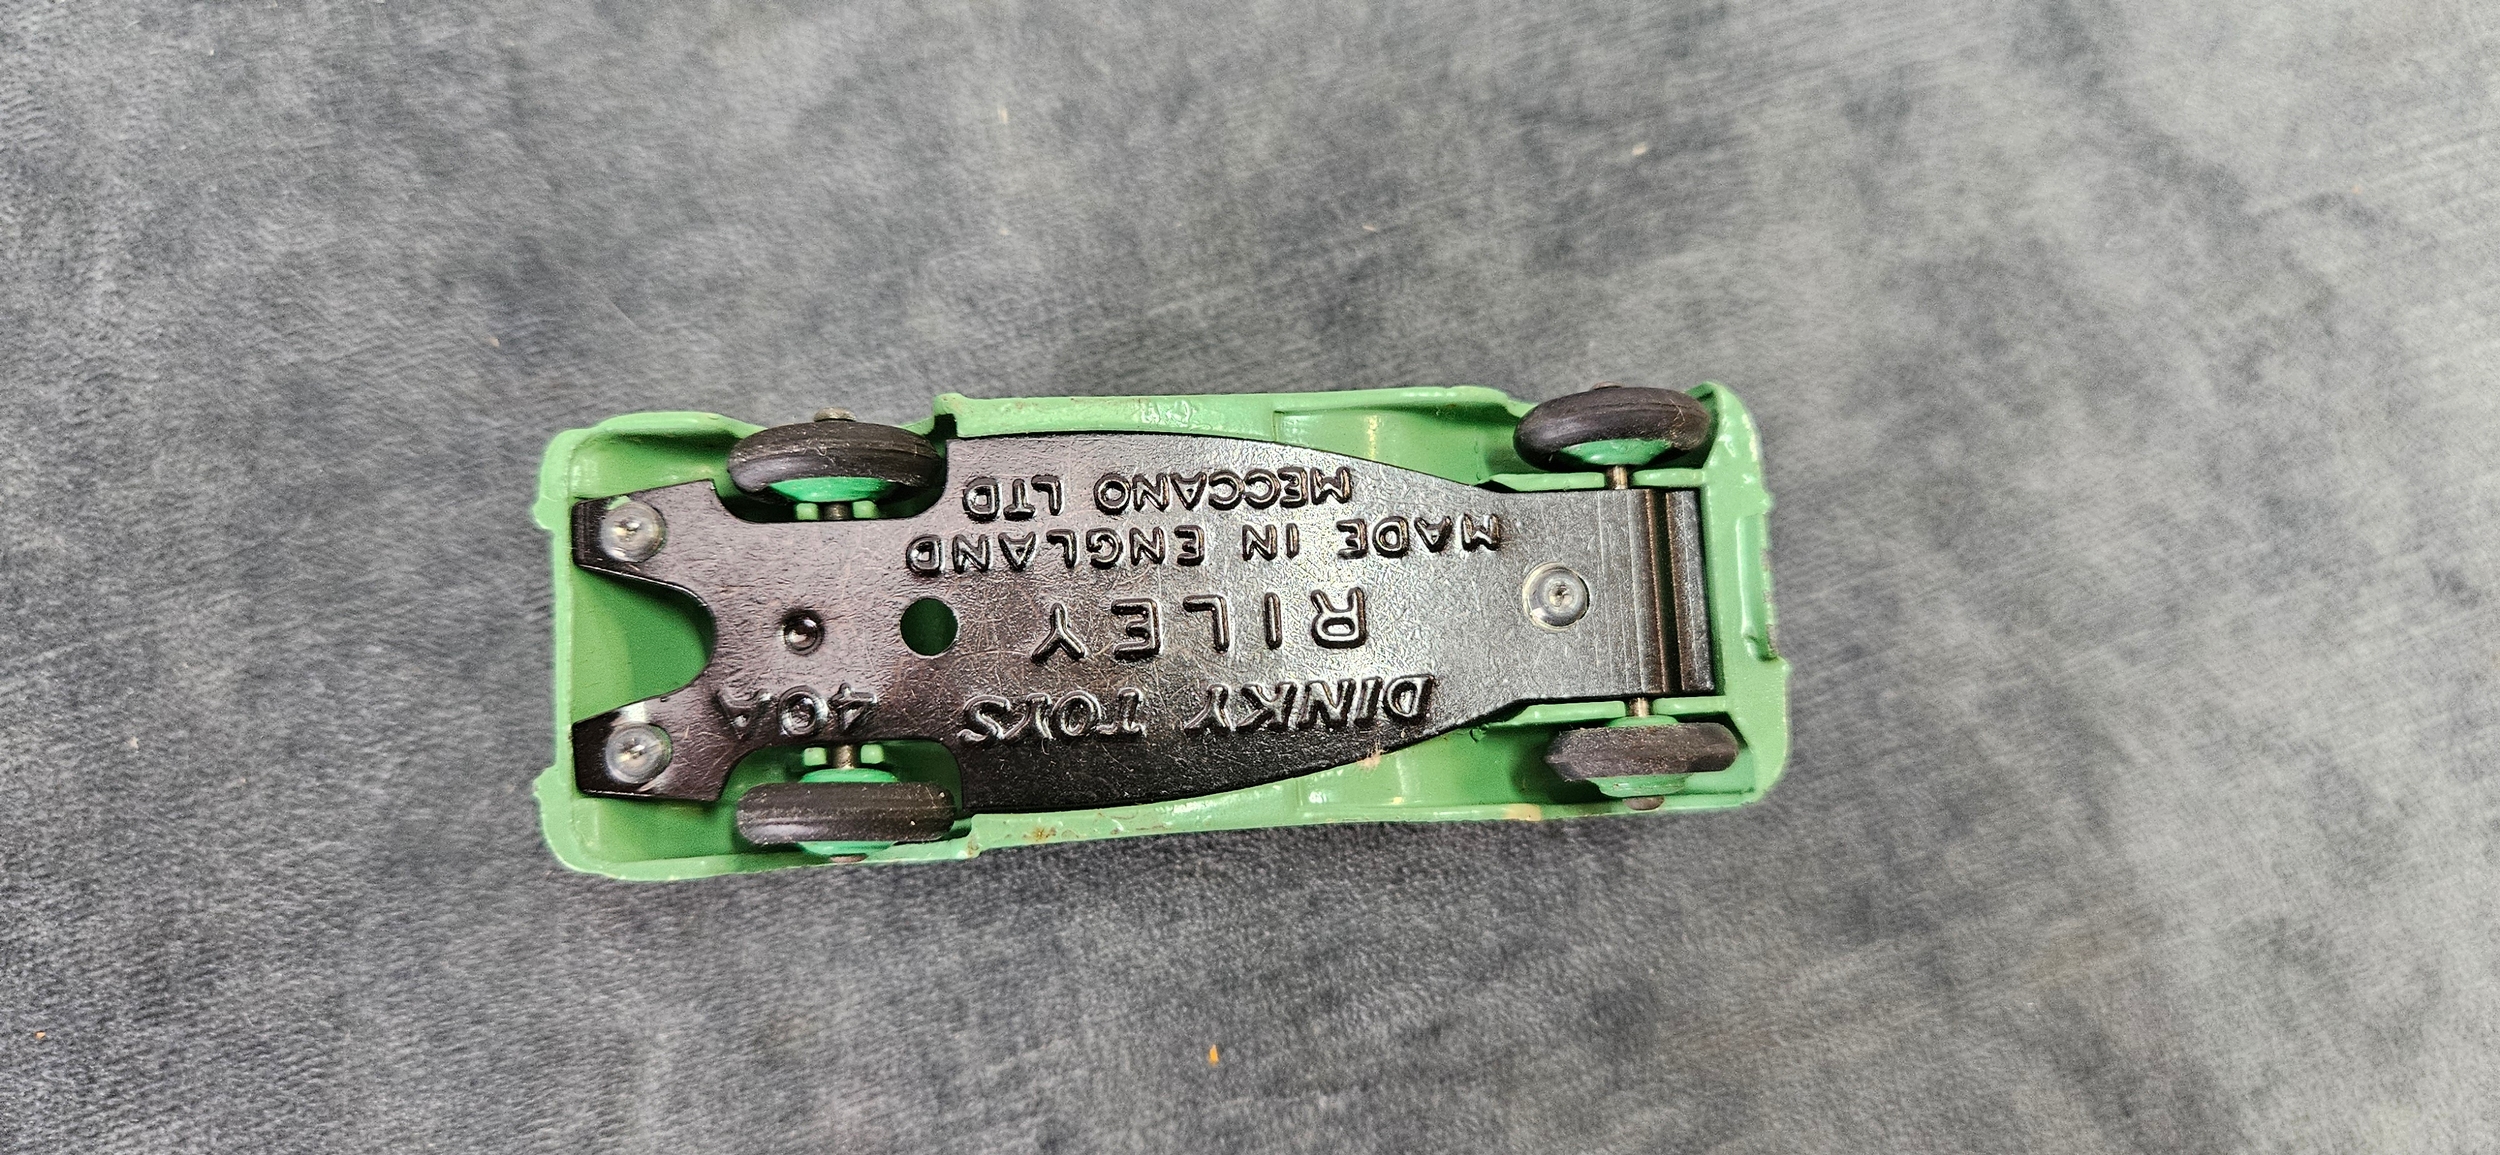 40A
DINKY TOYS
RILEY
MADE IN ENGLAND
MECCANO LTD